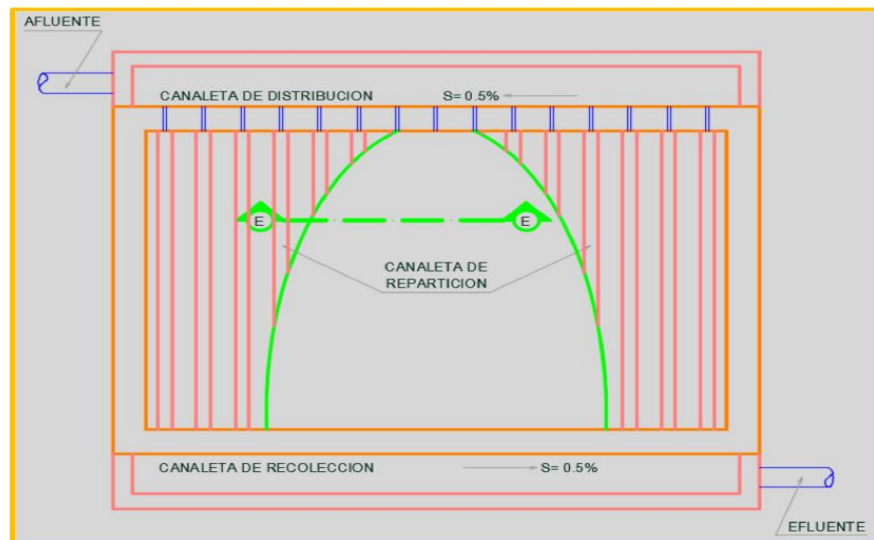 AFLUENTE
CANALETA DE DISTRIBUCION S= 0.5%
E E
CANALETA DE
REPARTICION
CANALETA DE RECOLECCION S= 0.5%
EFLUENTE